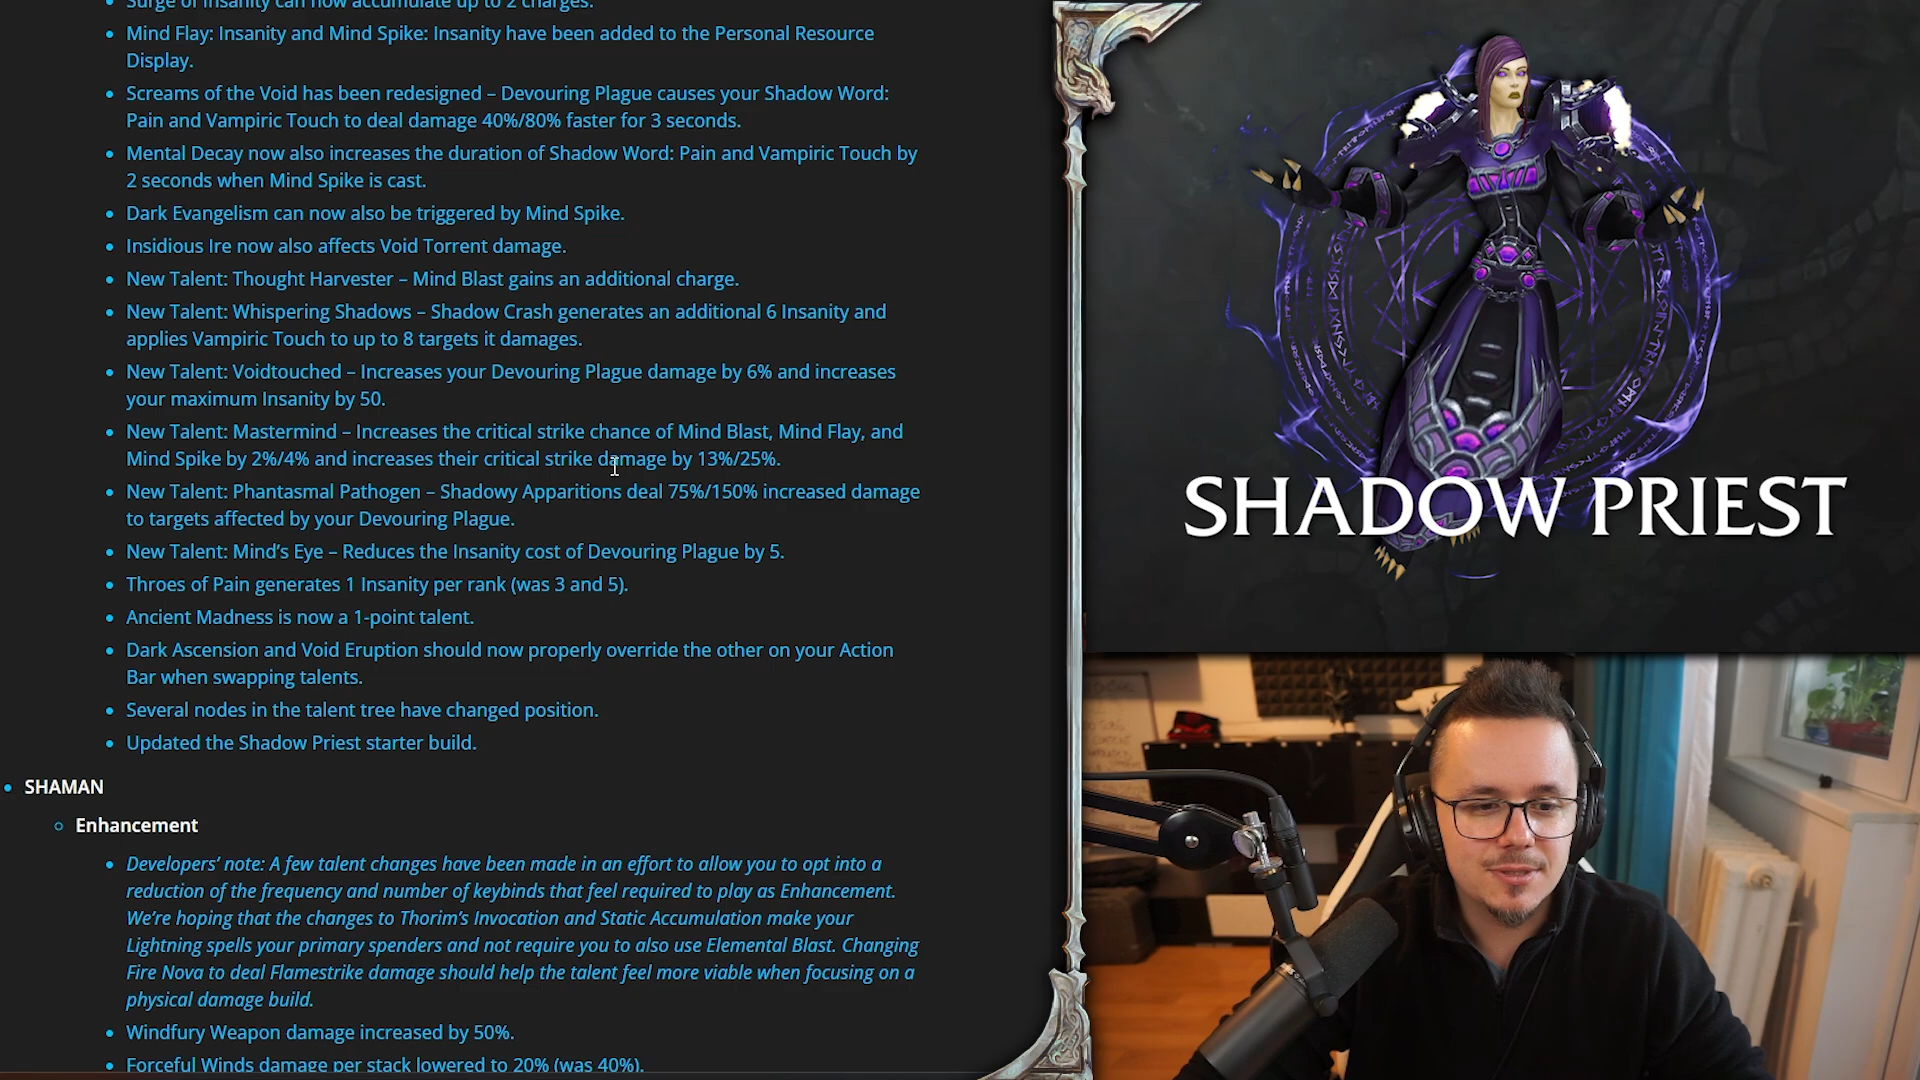 Surge of Insanity can now accumulate up to 2 charges.
Mind Flay: Insanity and Mind Spike: Insanity have been added to the Personal Resource
Display.
Screams of the Void has been redesigned – Devouring Plague causes your Shadow Word:
Pain and Vampiric Touch to deal damage 40%/80% faster for 3 seconds.
Mental Decay now also increases the duration of Shadow Word: Pain and Vampiric Touch by
2 seconds when Mind Spike is cast.
Dark Evangelism can now also be triggered by Mind Spike.
Insidious Ire now also affects Void Torrent damage.
New Talent: Thought Harvester – Mind Blast gains an additional charge.
New Talent: Whispering Shadows – Shadow Crash generates an additional 6 Insanity and
applies Vampiric Touch to up to 8 targets it damages.
New Talent: Voidtouched – Increases your Devouring Plague damage by 6% and increases
your maximum Insanity by 50.
New Talent: Mastermind – Increases the critical strike chance of Mind Blast, Mind Flay, and
Mind Spike by 2%/4% and increases their critical strike damage by 13%/25%.
New Talent: Phantasmal Pathogen – Shadowy Apparitions deal 75%/150% increased damage
to targets affected by your Devouring Plague.
New Talent: Mind’s Eye – Reduces the Insanity cost of Devouring Plague by 5.
Throes of Pain generates 1 Insanity per rank (was 3 and 5).
Ancient Madness is now a 1-point talent.
Dark Ascension and Void Eruption should now properly override the other on your Action
Bar when swapping talents.
Several nodes in the talent tree have changed position.
Updated the Shadow Priest starter build.
SHAMAN
Enhancement
Developers’ note: A few talent changes have been made in an effort to allow you to opt into a
reduction of the frequency and number of keybinds that feel required to play as Enhancement.
We’re hoping that the changes to Thorim’s Invocation and Static Accumulation make your
Lightning spells your primary spenders and not require you to also use Elemental Blast. Changing
Fire Nova to deal Flamestrike damage should help the talent feel more viable when focusing on a
physical damage build.
Windfury Weapon damage increased by 50%.
Forceful Winds damage per stack lowered to 20% (was 40%).
SHADOW PRIEST